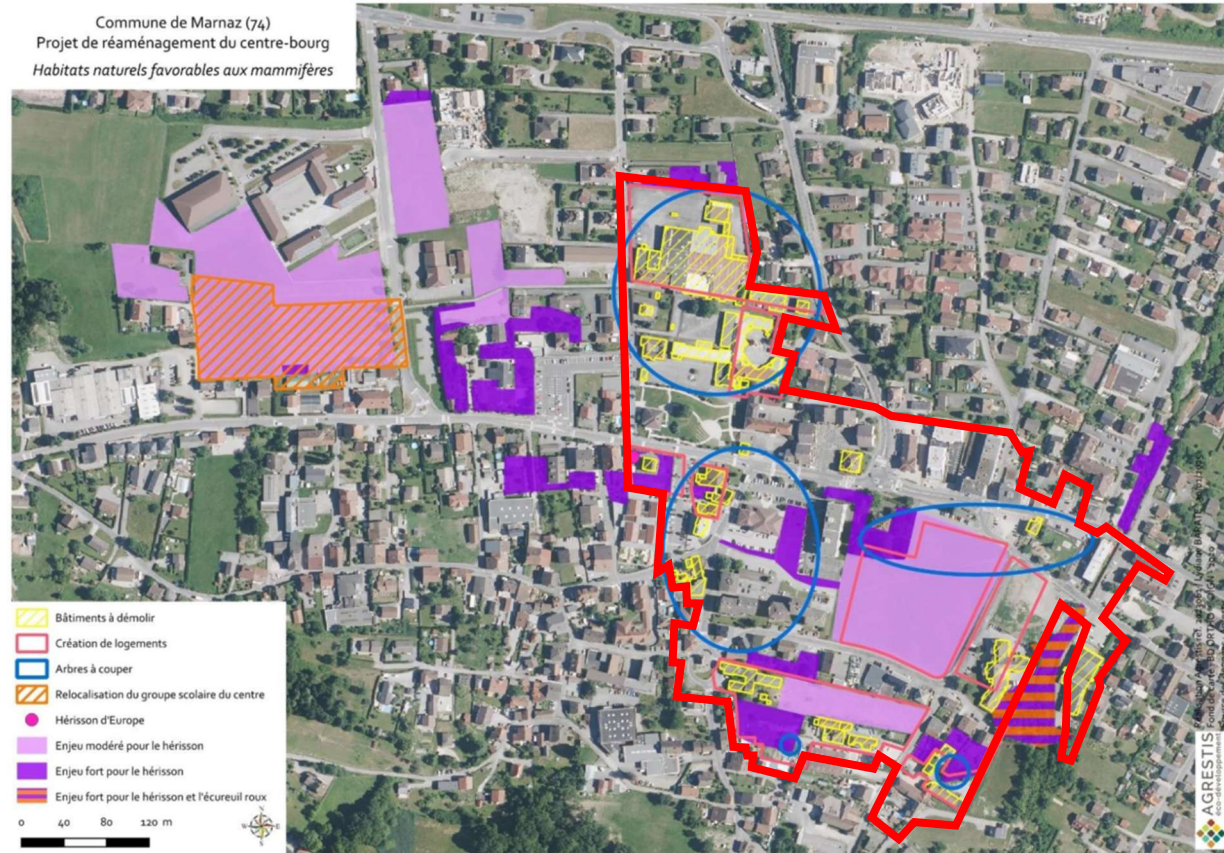 Commune de Marnaz (74)
Projet de réaménagement du centre-bourg
Habitats naturels favorables aux mammifères
Bâtiments à démolir
Création de logements
Arbres à couper
Relocalisation du groupe scolaire du centre
Hérisson d'Europe
Enjeu modéré pour le hérisson
Enjeu fort pour le hérisson
Enjeu fort pour le hérisson et l'écureuil roux
0 40 80 120 m
AGRESTIS
éco-développement